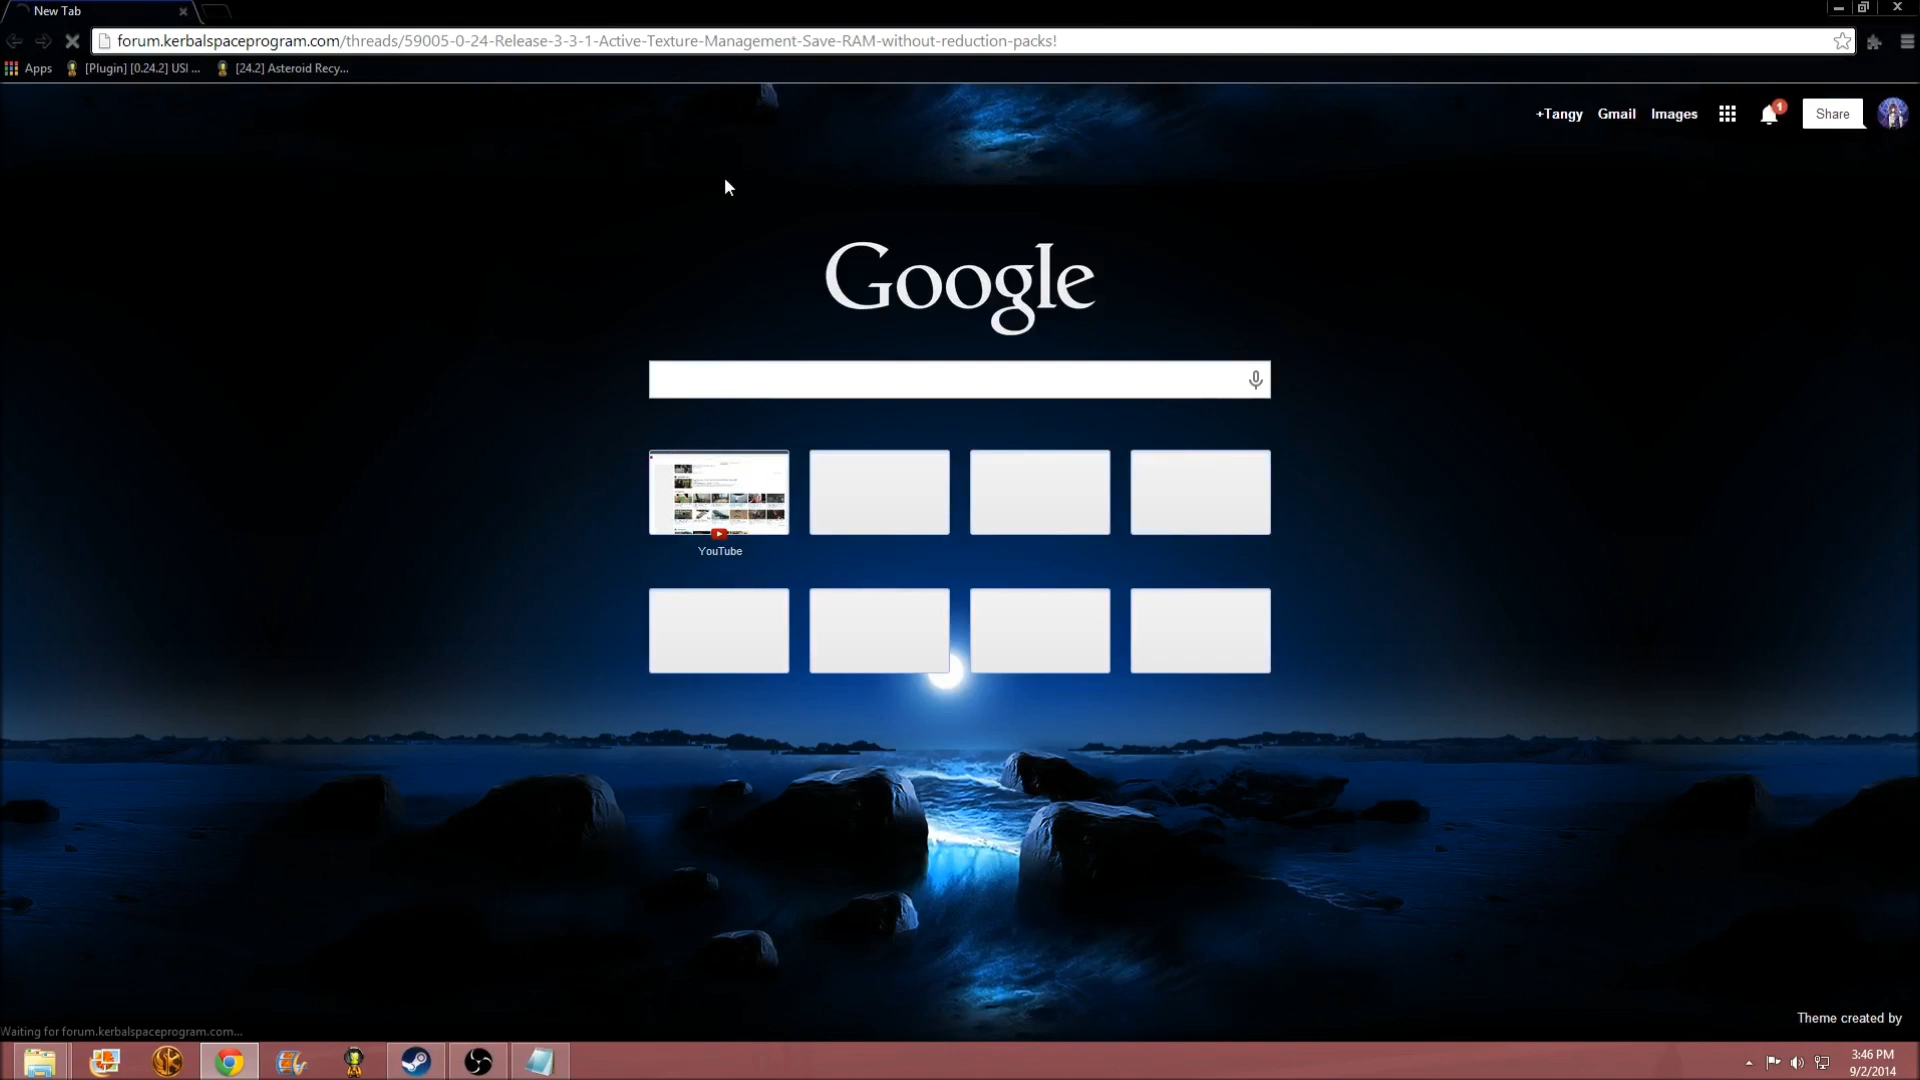 New Tab
forum.kerbalspaceprogram.com/threads/59005-0-24-Release-3-3-1-Active-Texture-Management-Save-RAM-without-reduction-packs!
Apps [Plugin] [0.24.2] USI ... [24.2] Asteroid Recy...
+Tangy Gmail Images 1 Share
Google
YouTube
Theme created by
Waiting for forum.kerbalspaceprogram.com...
3:46 PM
9/2/2014